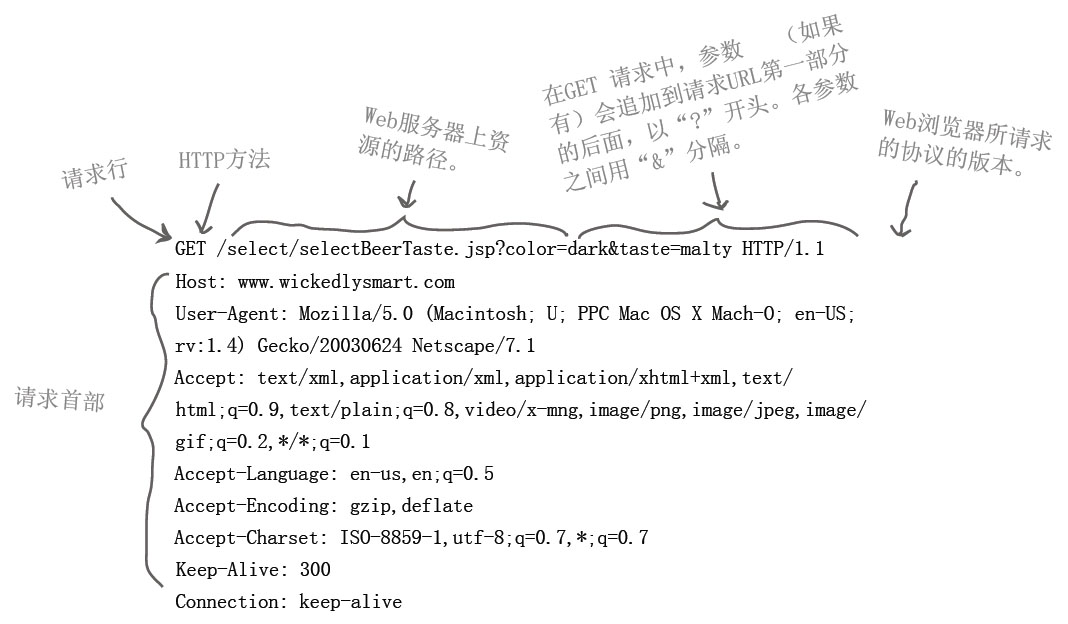 请求行
HTTP方法
Web服务器上资
源的路径。
在GET 请求中，参数 （如果
有）会追加到请求URL第一部分
的后面，以“?”开头。各参数
之间用“&”分隔。
Web浏览器所请求
的协议的版本。
GET /select/selectBeerTaste.jsp?color=dark&taste=malty HTTP/1.1
Host: www.wickedlysmart.com
User-Agent: Mozilla/5.0 (Macintosh; U; PPC Mac OS X Mach-O; en-US;
rv:1.4) Gecko/20030624 Netscape/7.1
Accept: text/xml,application/xml,application/xhtml+xml,text/
html;q=0.9,text/plain;q=0.8,video/x-mng,image/png,image/jpeg,image/
gif;q=0.2,*/*;q=0.1
Accept-Language: en-us,en;q=0.5
Accept-Encoding: gzip,deflate
Accept-Charset: ISO-8859-1,utf-8;q=0.7,*;q=0.7
Keep-Alive: 300
Connection: keep-alive
请求首部